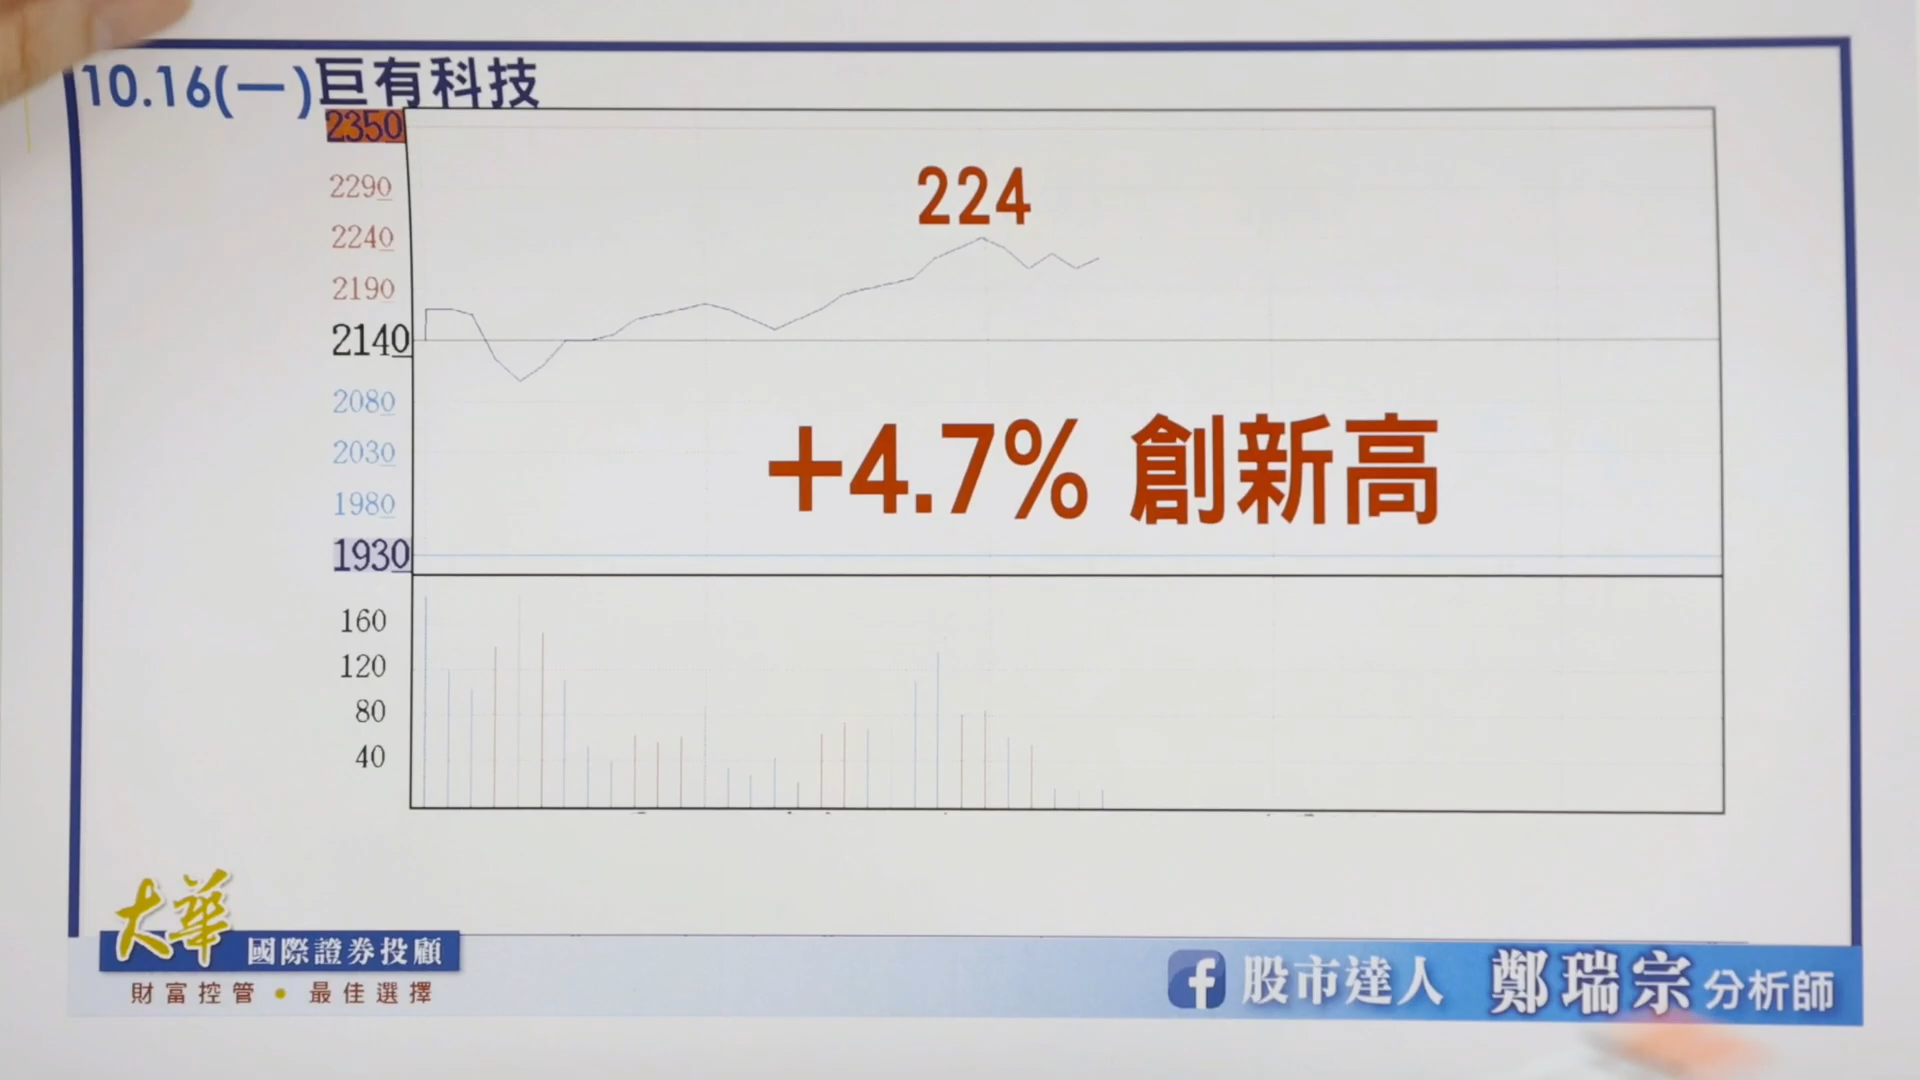 10.16(一)巨有科技
2350
2290
2240
2190
2140
2080
2030
1980
1930
224
+4.7% 創新高
160
120
80
40
大華
國際證券投顧
財富控管•最佳選擇
f 股市達人 鄭瑞宗 分析師